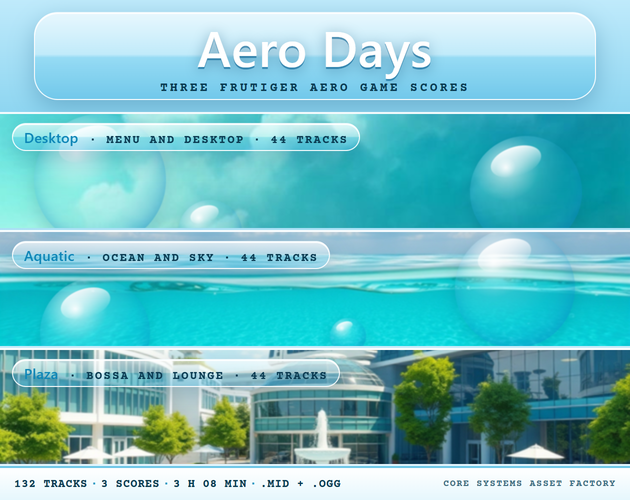 Aero Days
THREE FRUTIGER AERO GAME SCORES
Desktop · MENU AND DESKTOP · 44 TRACKS
Aquatic · OCEAN AND SKY · 44 TRACKS
Plaza · BOSSA AND LOUNGE · 44 TRACKS
132 TRACKS · 3 SCORES · 3 H 08 MIN · .MID + .OGG
CORE SYSTEMS ASSET FACTORY